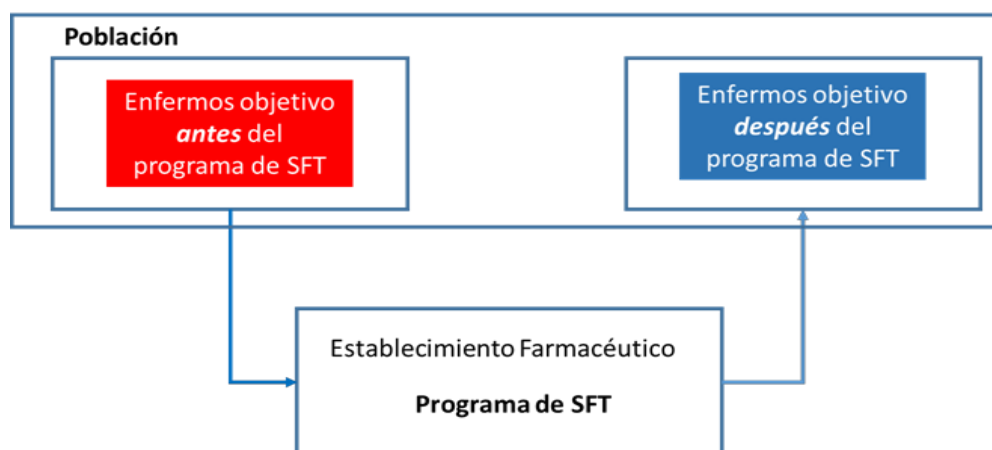 Población
Enfermos objetivo
antes del
programa de SFT
Enfermos objetivo
después del
programa de SFT
Establecimiento Farmacéutico
Programa de SFT